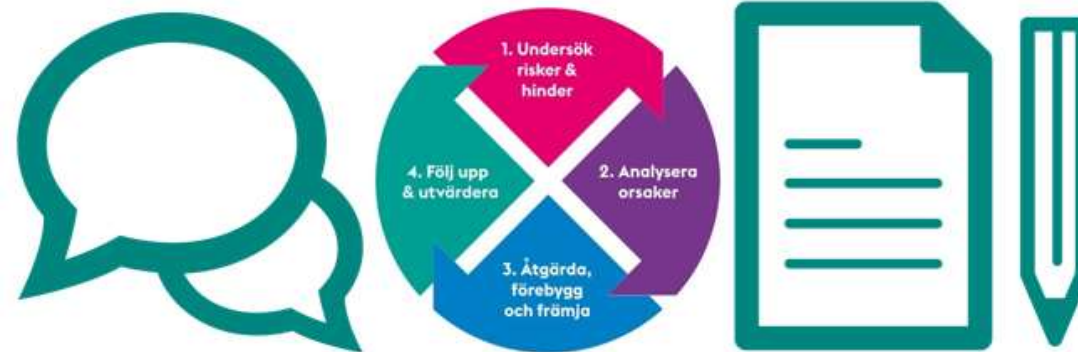 1. Undersök
risker &
hinder
2. Analysera
orsaker
3. Åtgärda,
förebygg
och främja
4. Följ upp
& utvärdera